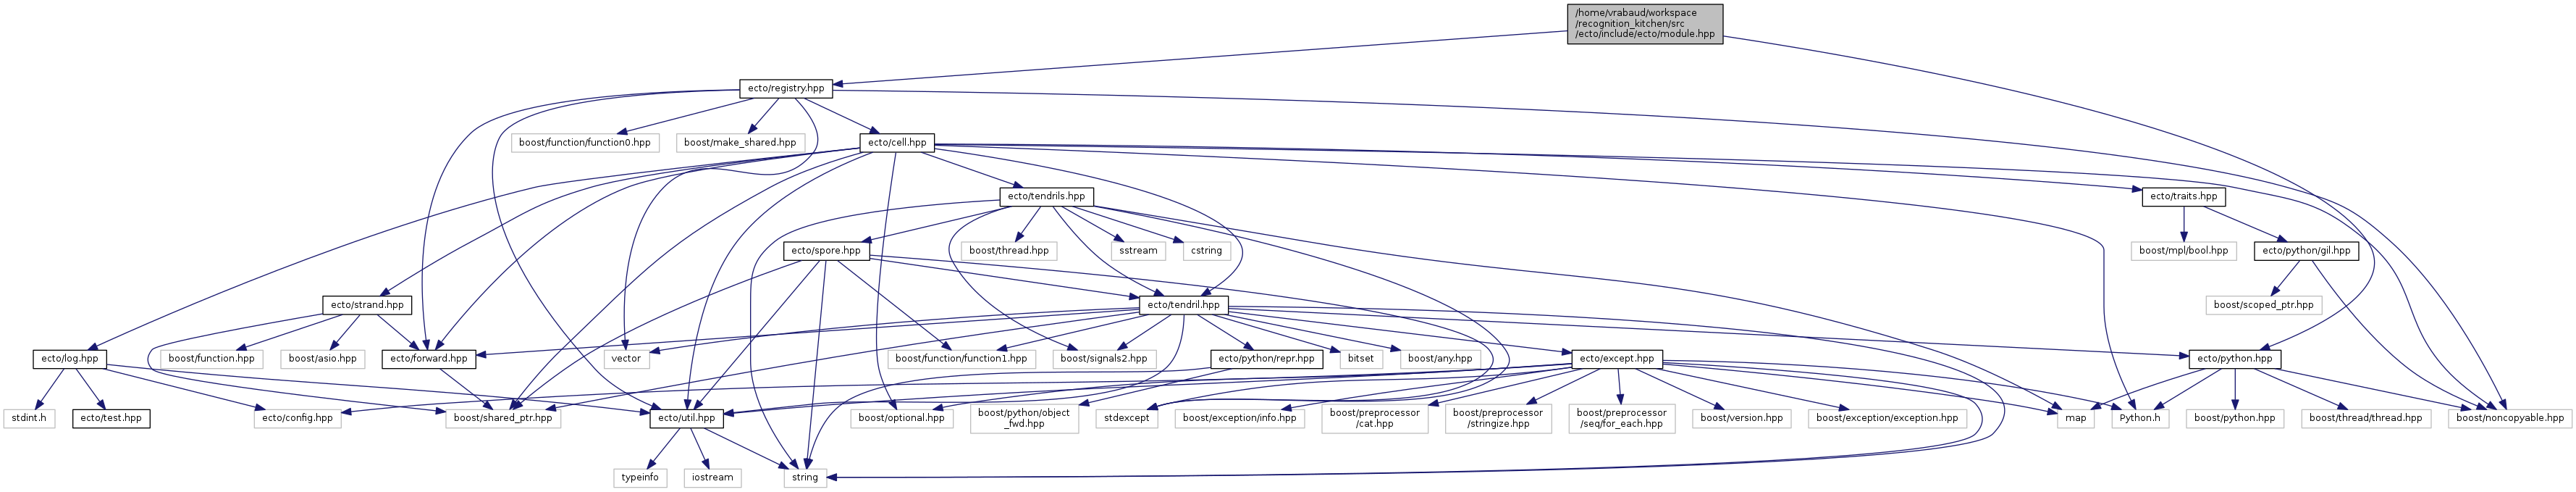 /home/vrabaud/workspace
/recognition_kitchen/src
/ecto/include/ecto/module.hpp
ecto/registry.hpp
boost/function/function0.hpp
boost/make_shared.hpp
ecto/cell.hpp
ecto/tendrils.hpp
ecto/traits.hpp
ecto/spore.hpp
boost/thread.hpp
sstream
cstring
boost/mpl/bool.hpp
ecto/python/gil.hpp
ecto/strand.hpp
ecto/tendril.hpp
boost/scoped_ptr.hpp
ecto/log.hpp
boost/function.hpp
boost/asio.hpp
ecto/forward.hpp
vector
boost/function/function1.hpp
boost/signals2.hpp
ecto/python/repr.hpp
bitset
boost/any.hpp
ecto/except.hpp
ecto/python.hpp
stdint.h
ecto/test.hpp
ecto/config.hpp
boost/shared_ptr.hpp
ecto/util.hpp
boost/optional.hpp
boost/python/object
_fwd.hpp
stdexcept
boost/exception/info.hpp
boost/preprocessor
/cat.hpp
boost/preprocessor
/stringize.hpp
boost/preprocessor
/seq/for_each.hpp
boost/version.hpp
boost/exception/exception.hpp
map
Python.h
boost/python.hpp
boost/thread/thread.hpp
boost/noncopyable.hpp
typeinfo
iostream
string